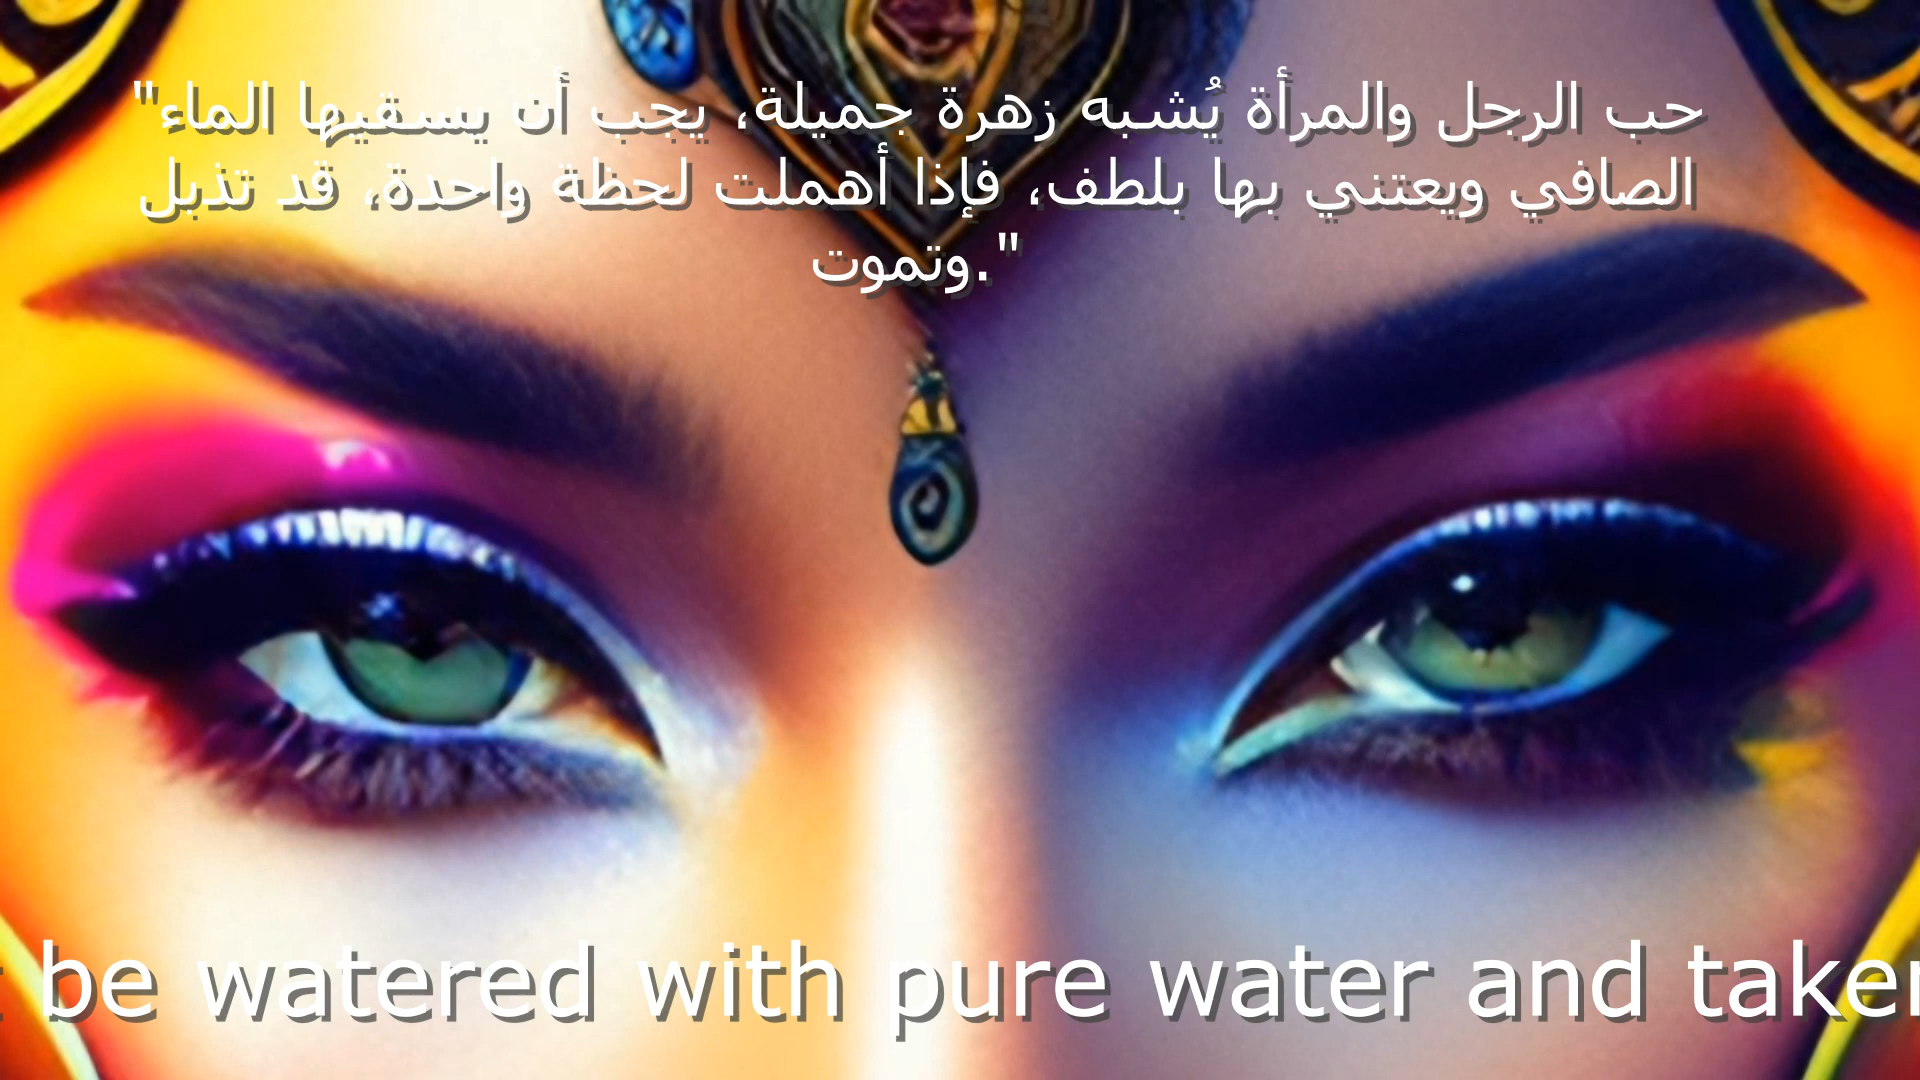 حب الرجل والمرأة يُشبه زهرة جميلة، يجب أن يسقيها الماء"
الصافي ويعتني بها بلطف، فإذا أهملت لحظة واحدة، قد تذبل
".وتموت
be watered with pure water and taken